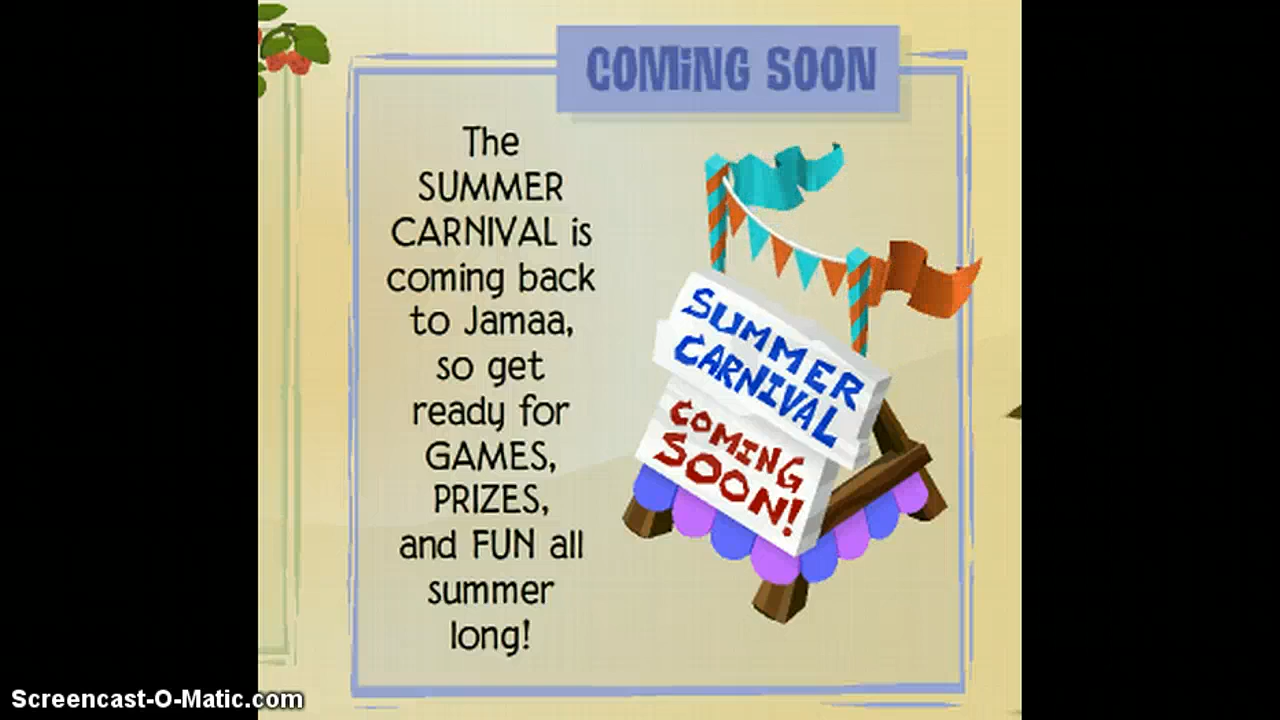 COMING SOON
The
SUMMER
CARNIVAL is
coming back
to Jamaa,
so get
ready for
GAMES,
PRIZES,
and FUN all
summer
long!
SUMMER
CARNIVAL
COMING
SOON!
Screencast-O-Matic.com